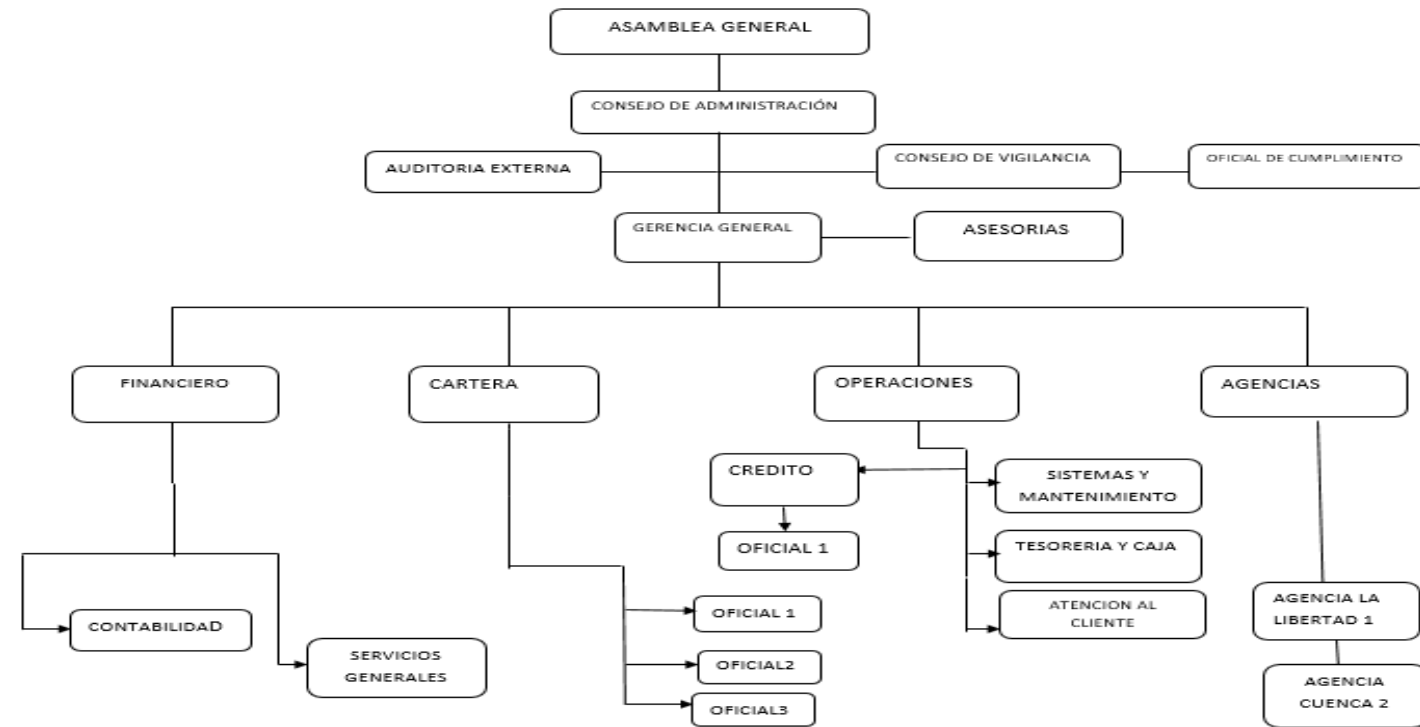 ASAMBLEA GENERAL
CONSEJO DE ADMINISTRACIÓN
AUDITORIA EXTERNA
CONSEJO DE VIGILANCIA
OFICIAL DE CUMPLIMIENTO
GERENCIA GENERAL
ASESORIAS
FINANCIERO
CARTERA
OPERACIONES
AGENCIAS
CREDITO
SISTEMAS Y
MANTENIMIENTO
OFICIAL 1
TESORERIA Y CAJA
CONTABILIDAD
SERVICIOS
GENERALES
OFICIAL 1
OFICIAL2
OFICIAL3
ATENCION AL
CLIENTE
AGENCIA LA
LIBERTAD 1
AGENCIA
CUENCA 2